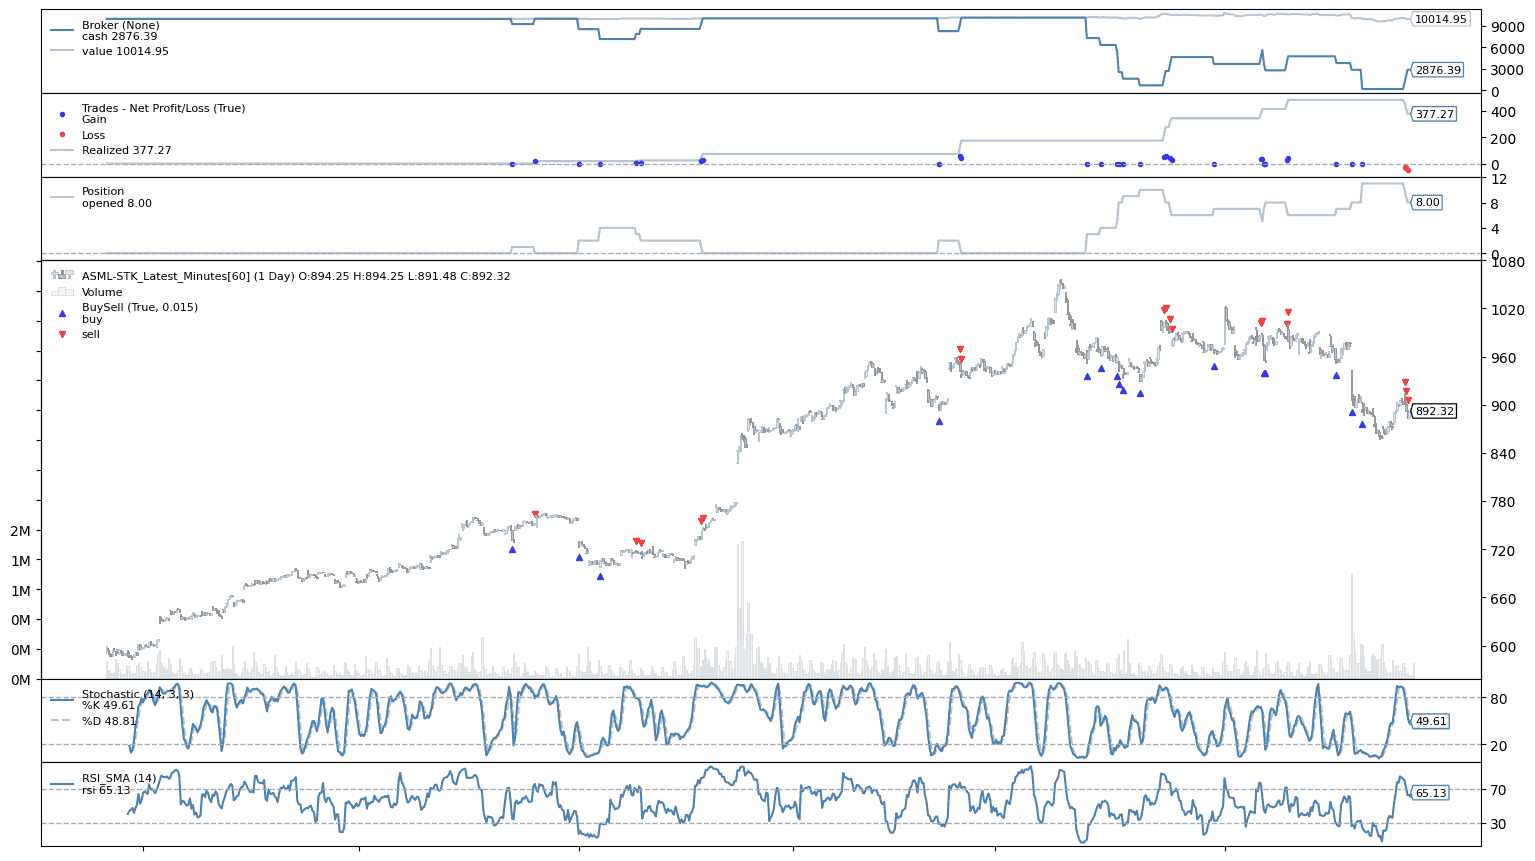 Broker (None)
cash 2876.39
value 10014.95
10014.95
9000
6000
3000
2876.39
0
Trades - Net Profit/Loss (True)
Gain
Loss
Realized 377.27
400
377.27
200
0
Position
opened 8.00
12
8
8.00
4
0
ASML-STK_Latest_Minutes[60] (1 Day) O:894.25 H:894.25 L:891.48 C:892.32
Volume
BuySell (True, 0.015)
buy
sell
1080
1020
960
900
892.32
840
780
720
660
600
2M
1M
1M
0M
0M
0M
Stochastic (14, 3, 3)
%K 49.61
%D 48.81
80
49.61
20
RSI_SMA (14)
rsi 65.13
70
65.13
30